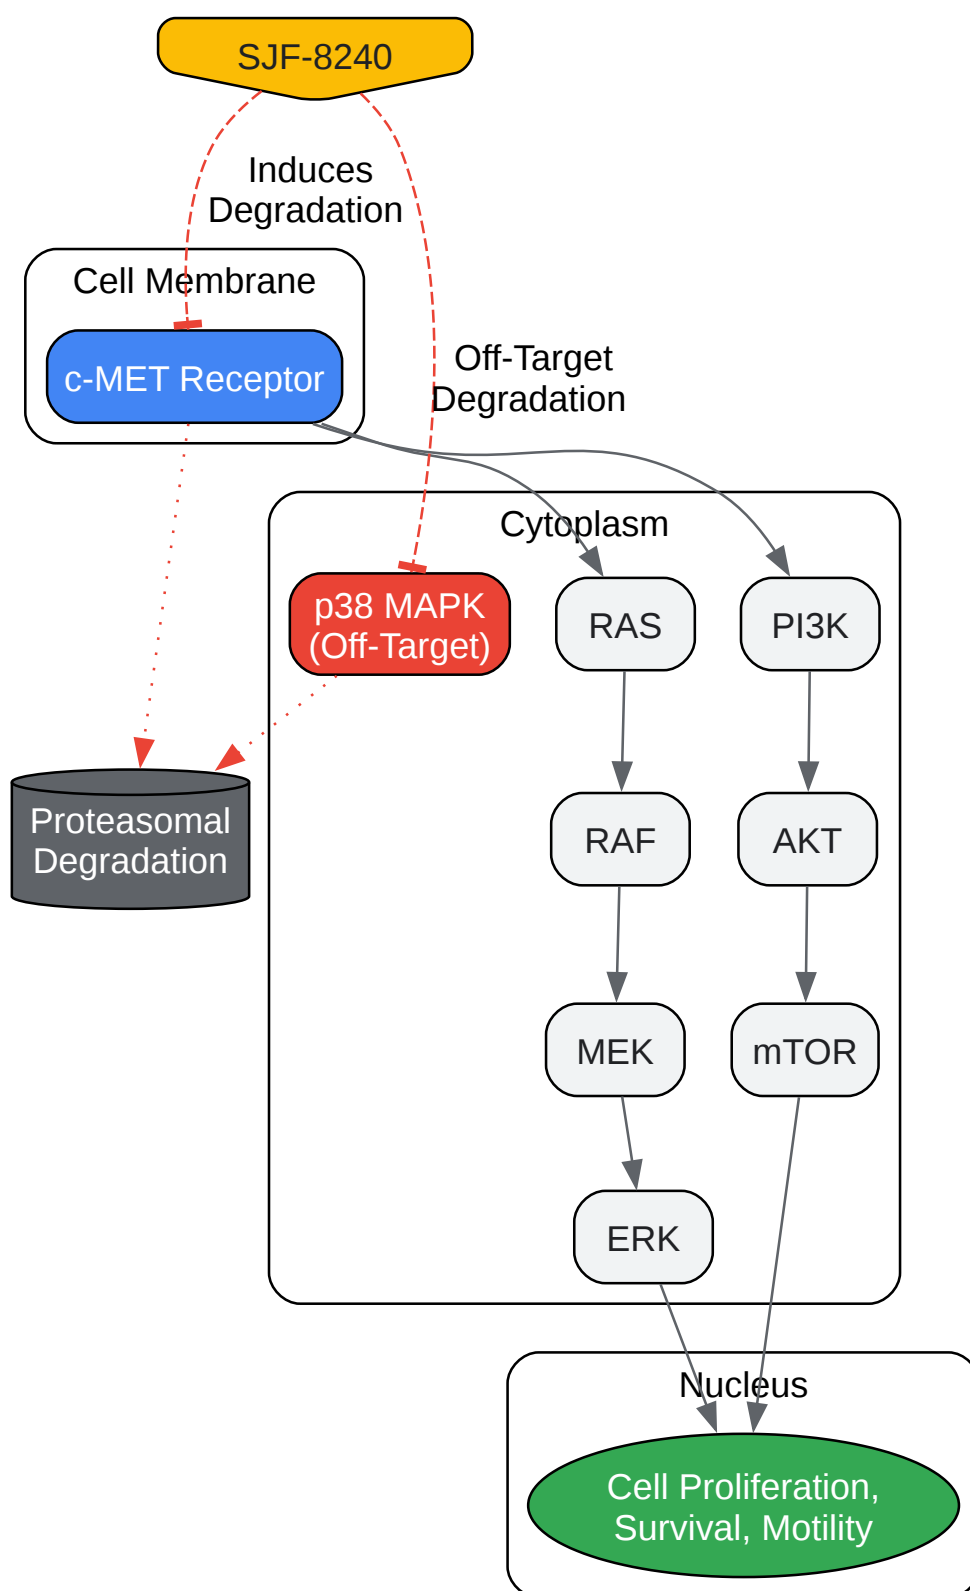 SJF-8240
Induces
Degradation
Cell Membrane
c-MET Receptor
Off-Target
Degradation
Cytoplasm
p38 MAPK
(Off-Target)
RAS
PI3K
Proteasomal
Degradation
RAF
AKT
MEK
mTOR
ERK
Nucleus
Cell Proliferation,
Survival, Motility